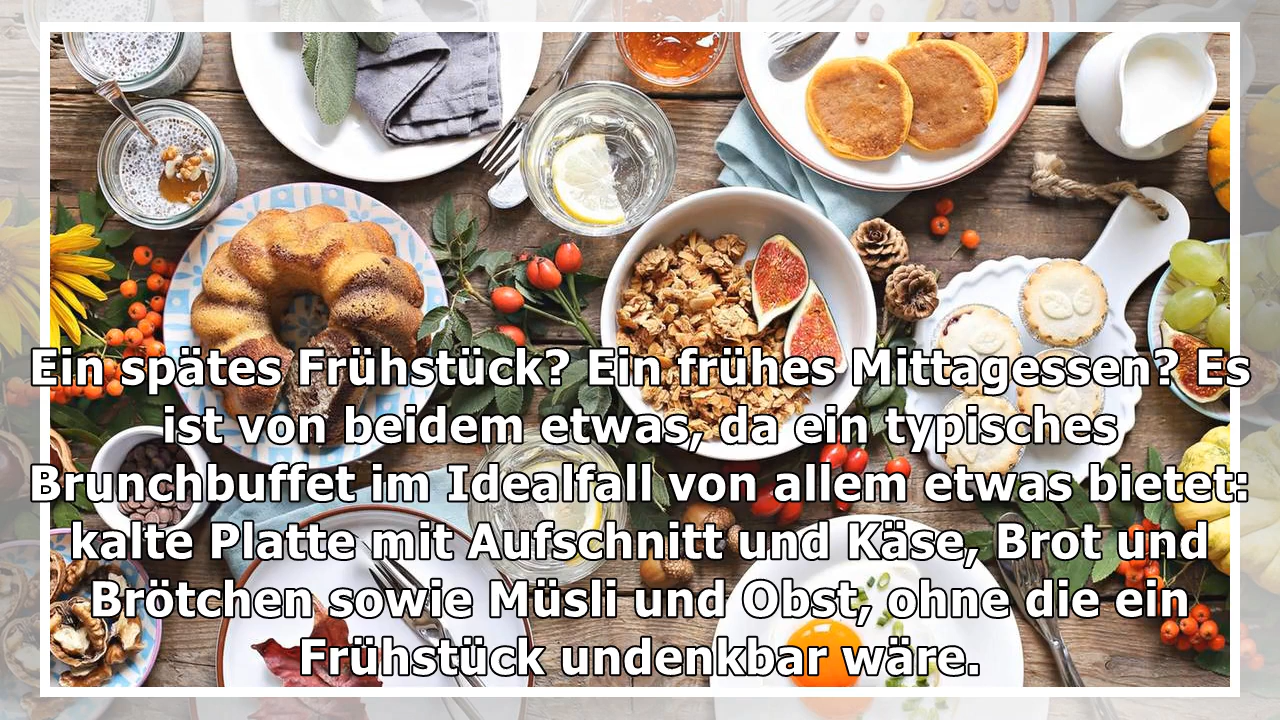 Ein spätes Frühstück? Ein frühes Mittagessen? Es
ist von beidem etwas, da ein typisches
Brunchbuffet im Idealfall von allem etwas bietet:
kalte Platte mit Aufschnitt und Käse, Brot und
Brötchen sowie Müsli und Obst, ohne die ein
Frühstück undenkbar wäre.